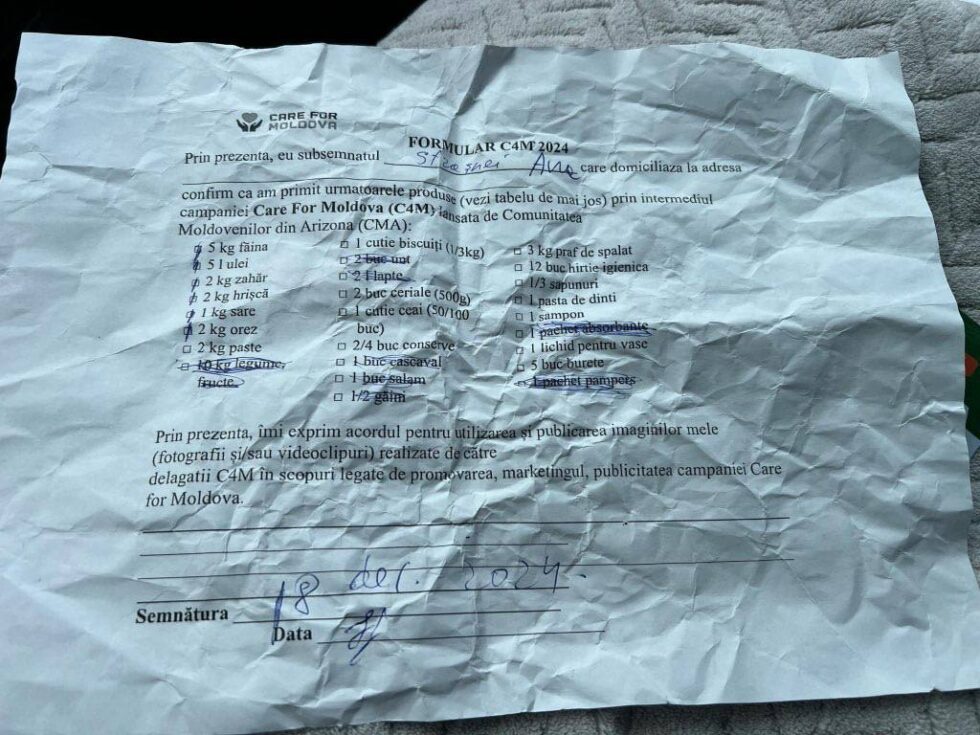 CARE FOR
MOLDOVA
FORMULAR C4M 2024
Prin prezenta, eu subsemnatul Ana care domiciliaza la adresa
confirm ca am primit urmatoarele produse (vezi tabelu de mai jos) prin intermediul
campaniei Care For Moldova (C4M) lansata de Comunitatea
Moldovenilor din Arizona (CMA):
5 kg făina
5 l ulei
2 kg zahăr
2 kg hrișcă
1 kg sare
2 kg orez
2 kg paste
10 kg legume,
fructe.
1 cutie biscuiți (1/3kg)
2 buc unt
2 l lapte
2 buc ceriale (500g)
1 cutie ceai (50/100
buc)
2/4 buc conserve
1 buc cascaval
1 buc salam
1/2 găini
3 kg praf de spalat
12 buc hirtie igienica
1/3 sapunuri
1 pasta de dinti
1 sampon
1 pachet absorbante
1 lichid pentru vase
5 buc burete
1 pachet pampers
Prin prezenta, îmi exprim acordul pentru utilizarea și publicarea imaginilor mele
(fotografii și/sau videoclipuri) realizate de către
delagatii C4M în scopuri legate de promovarea, marketingul, publicitatea campaniei Care
for Moldova.
18 dec. 2024.
Semnătura
Data